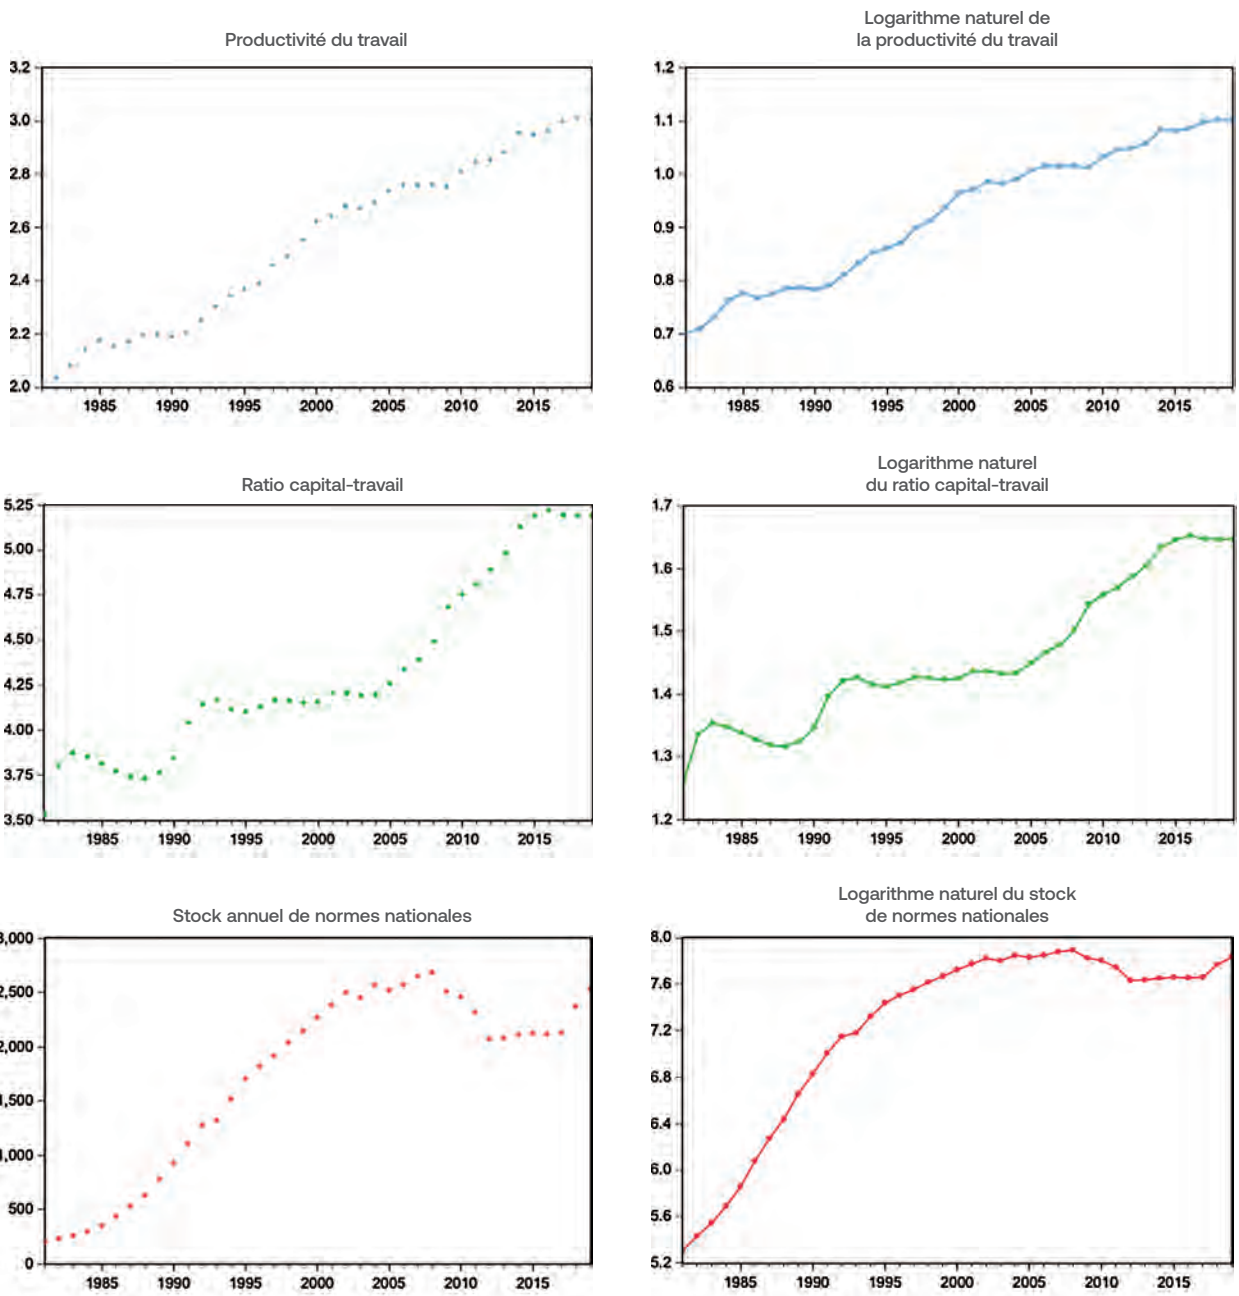 Productivité du travail
3.2
3.0
2.8
2.6
2.4
2.2
2.0
1985 1990 1995 2000 2005 2010 2015
Logarithme naturel de
la productivité du travail
1.2
1.1
1.0
0.9
0.8
0.7
0.6
1985 1990 1995 2000 2005 2010 2015
Ratio capital-travail
5.25
5.00
4.75
4.50
4.25
4.00
3.75
3.50
1985 1990 1995 2000 2005 2010 2015
Logarithme naturel
du ratio capital-travail
1.7
1.6
1.5
1.4
1.3
1.2
1985 1990 1995 2000 2005 2010 2015
Stock annuel de normes nationales
3,000
2,500
2,000
1,500
1,000
500
0
1985 1990 1995 2000 2005 2010 2015
Logarithme naturel du stock
de normes nationales
8.0
7.6
7.2
6.8
6.4
6.0
5.6
5.2
1985 1990 1995 2000 2005 2010 2015